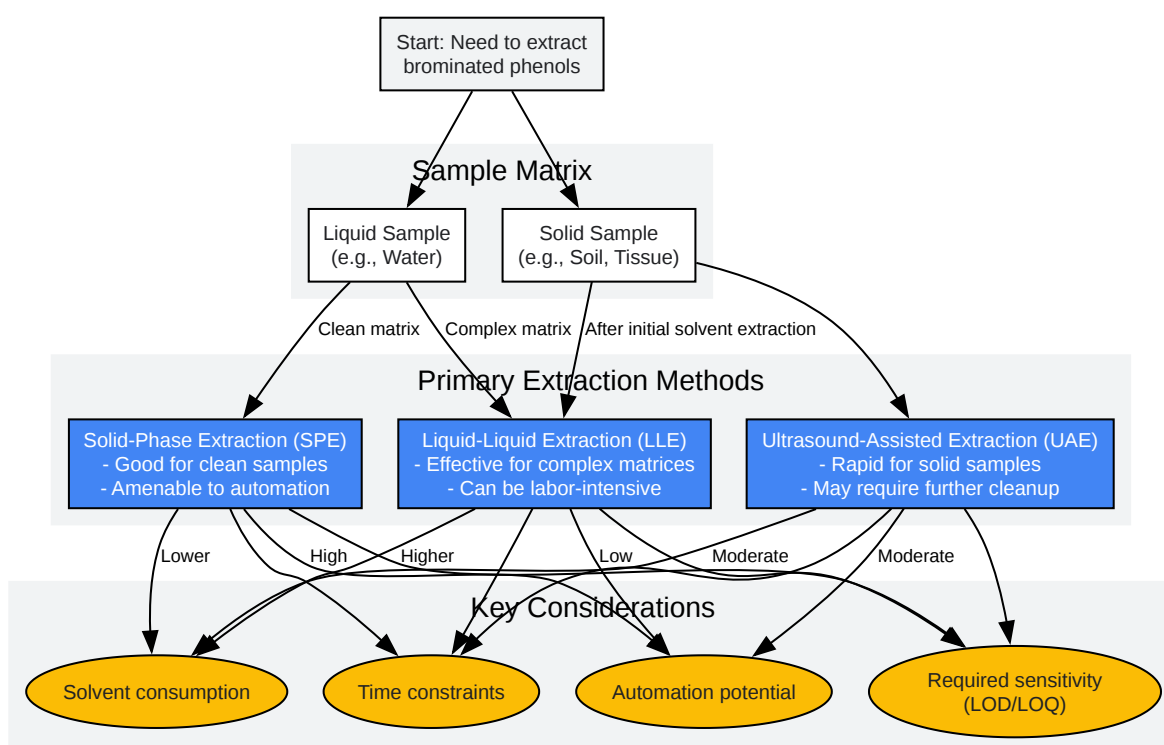 Start: Need to extract
brominated phenols
Sample Matrix
Liquid Sample
(e.g., Water)
Solid Sample
(e.g., Soil, Tissue)
Clean matrix
Complex matrix
After initial solvent extraction
Primary Extraction Methods
Solid-Phase Extraction (SPE)
- Good for clean samples
- Amenable to automation
Liquid-Liquid Extraction (LLE)
- Effective for complex matrices
- Can be labor-intensive
Ultrasound-Assisted Extraction (UAE)
- Rapid for solid samples
- May require further cleanup
Lower
High
Higher
Low
Moderate
Moderate
Key Considerations
Solvent consumption
Time constraints
Automation potential
Required sensitivity
(LOD/LOQ)